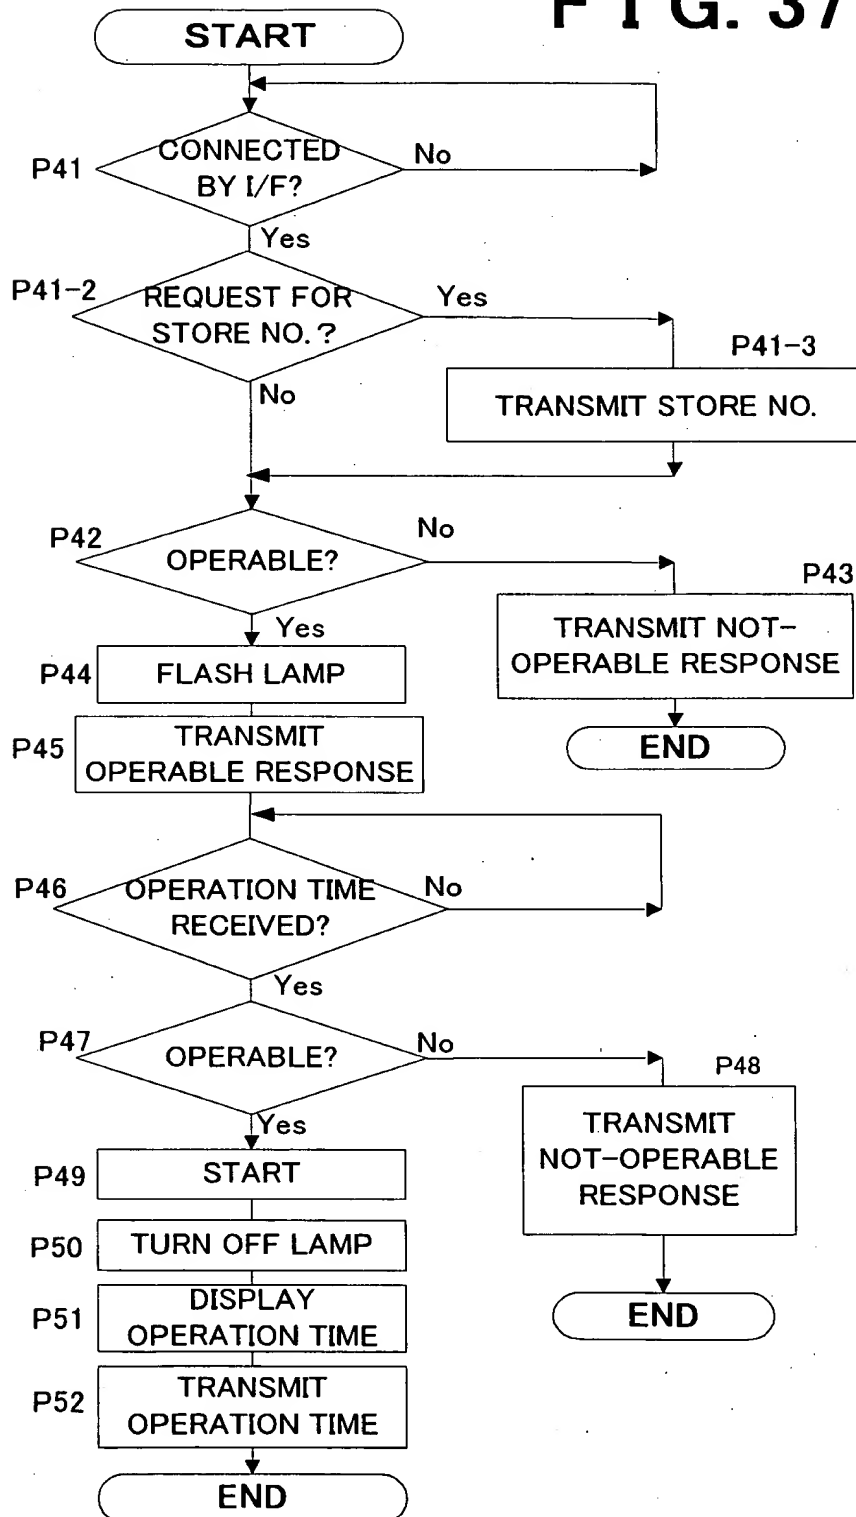 FIG. 37
START
P41
CONNECTED
BY I/F?
No
Yes
P41-2
REQUEST FOR
STORE NO.?
Yes
No
P41-3
TRANSMIT STORE NO.
P42
OPERABLE?
No
Yes
P43
TRANSMIT NOT-
OPERABLE RESPONSE
END
P44
FLASH LAMP
P45
TRANSMIT
OPERABLE RESPONSE
P46
OPERATION TIME
RECEIVED?
No
Yes
P47
OPERABLE?
No
Yes
P48
TRANSMIT
NOT-OPERABLE
RESPONSE
END
P49
START
P50
TURN OFF LAMP
P51
DISPLAY
OPERATION TIME
P52
TRANSMIT
OPERATION TIME
END